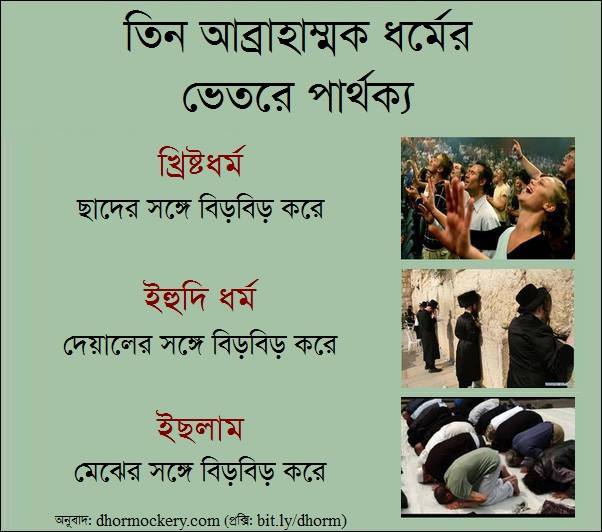 তিন আব্রাহাম্মক ধর্মের
ভেতরে পার্থক্য
খ্রিষ্টধর্ম
ছাদের সঙ্গে বিড়বিড় করে
ইহুদি ধর্ম
দেয়ালের সঙ্গে বিড়বিড় করে
ইছলাম
মেঝের সঙ্গে বিড়বিড় করে
অনুবাদ: dhormockery.com (প্রক্সি: bit.ly/dhorm)